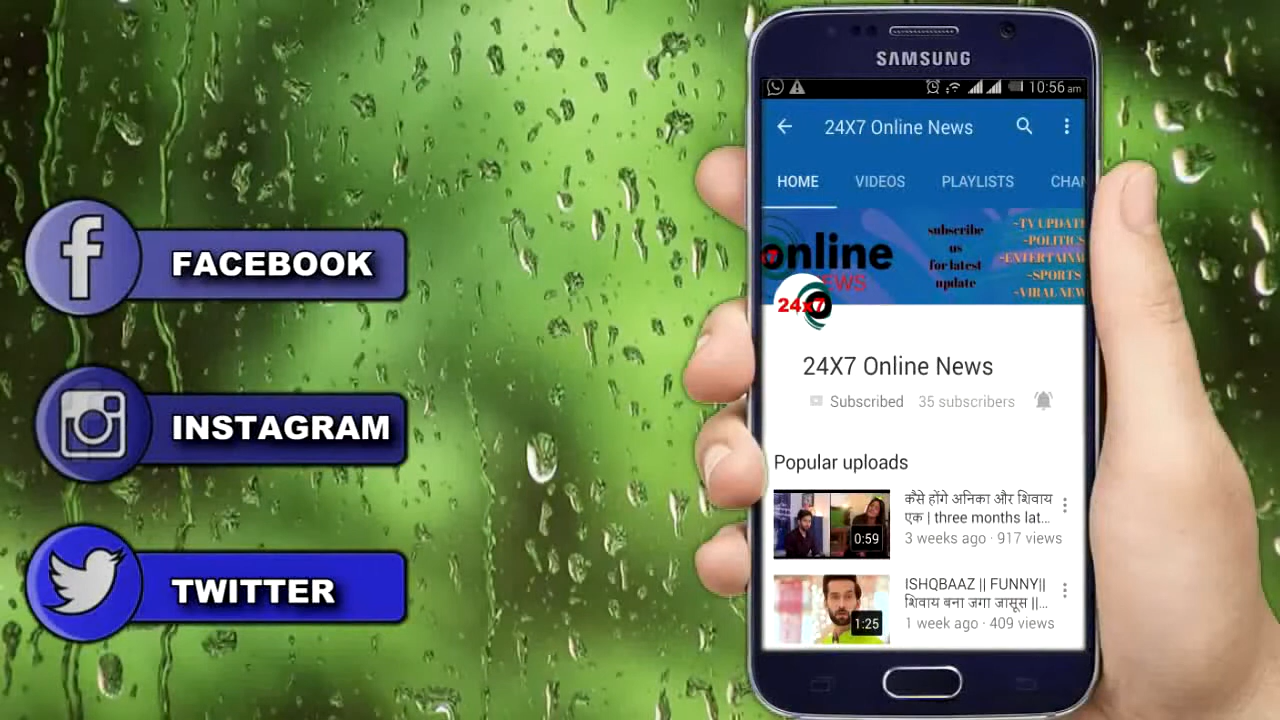 FACEBOOK
INSTAGRAM
TWITTER
SAMSUNG
10:56 am
24X7 Online News
HOME VIDEOS PLAYLISTS CHAN
online
NEWS
subscribe
us
for latest
update
~TV UPDATE
~POLITICS
~ENTERTAINM
~SPORTS
~VIRAL NEW
24x7
24X7 Online News
Subscribed 35 subscribers
Popular uploads
0:59
कैसे होंगे अनिका और शिवाय
एक | three months lat...
3 weeks ago · 917 views
1:25
ISHQBAAZ || FUNNY||
शिवाय बना जगा जासूस ||...
1 week ago · 409 views